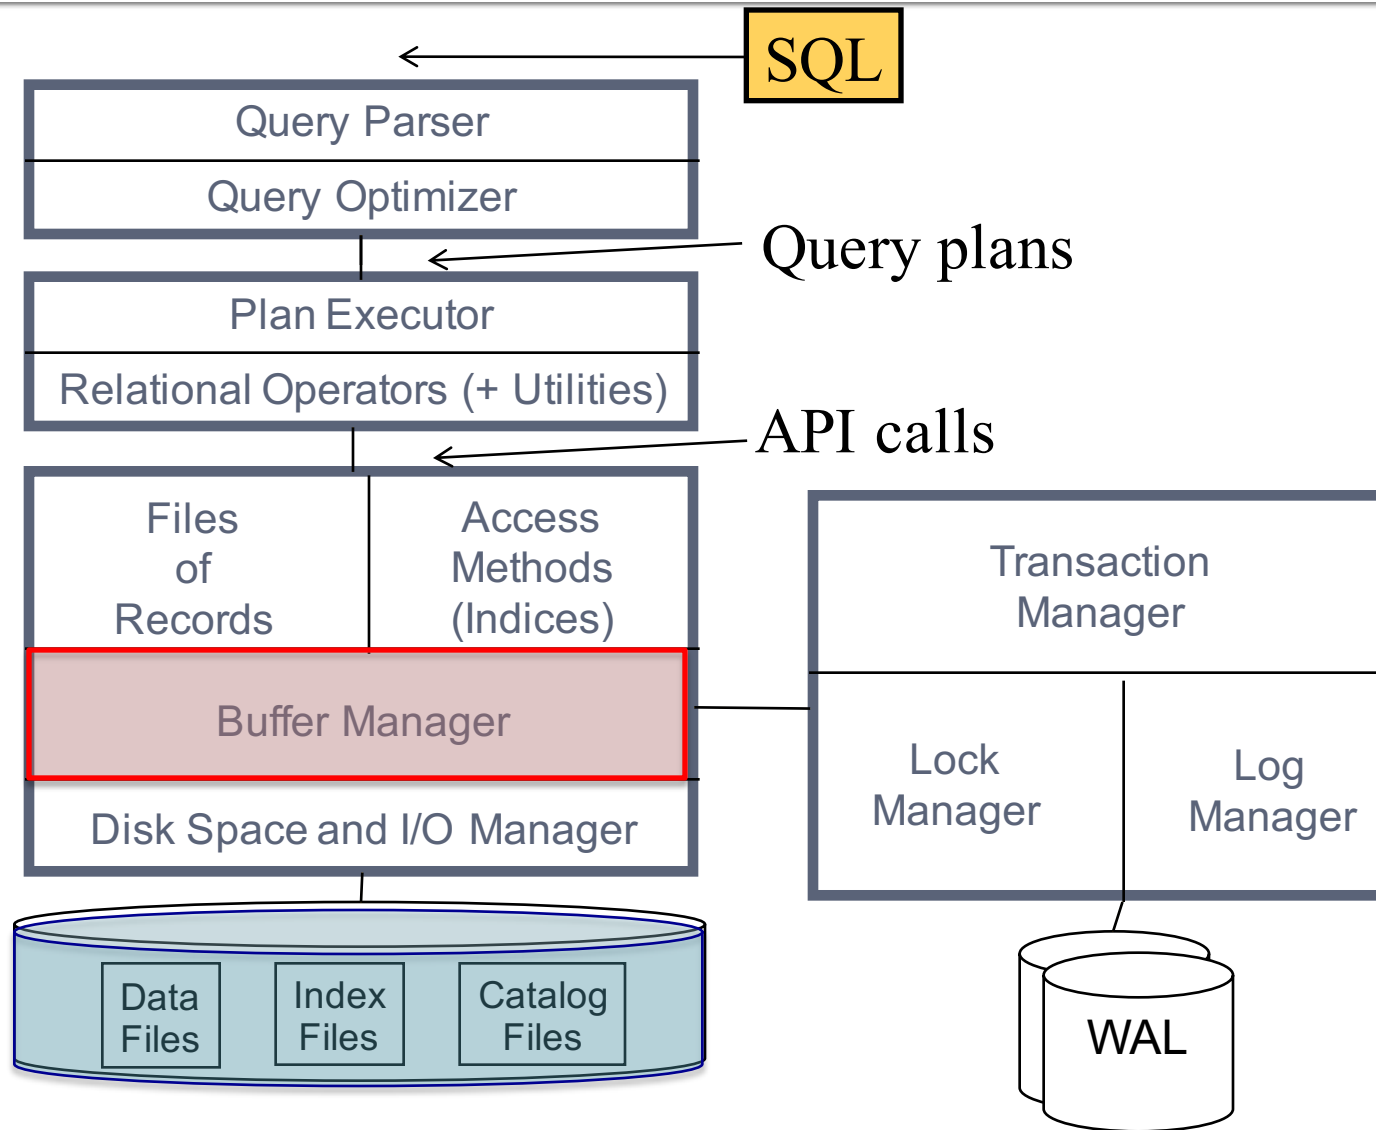 SQL
Query Parser
Query Optimizer
Query plans
Plan Executor
Relational Operators (+ Utilities)
API calls
Files
of
Records
Access
Methods
(Indices)
Buffer Manager
Disk Space and I/O Manager
Transaction
Manager
Lock
Manager
Log
Manager
Data
Files
Index
Files
Catalog
Files
WAL